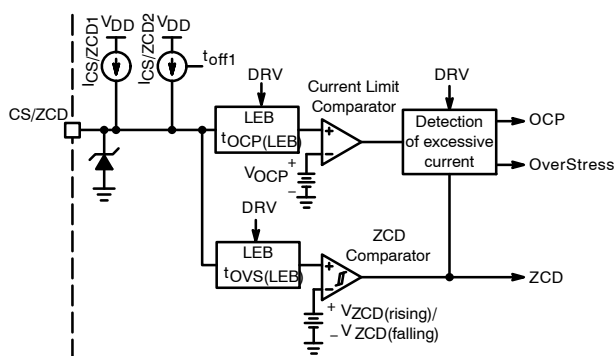 VDD
VDD
ICS/ZCD1
ICS/ZCD2
toff1
CS/ZCD
DRV
LEB
tOCP(LEB)
Current Limit
Comparator
VOCP
+
−
+
−
DRV
Detection
of excessive
current
OCP
OverStress
DRV
LEB
tOVS(LEB)
ZCD
Comparator
+
−
ZCD
+
−
VZCD(rising)/
VZCD(falling)